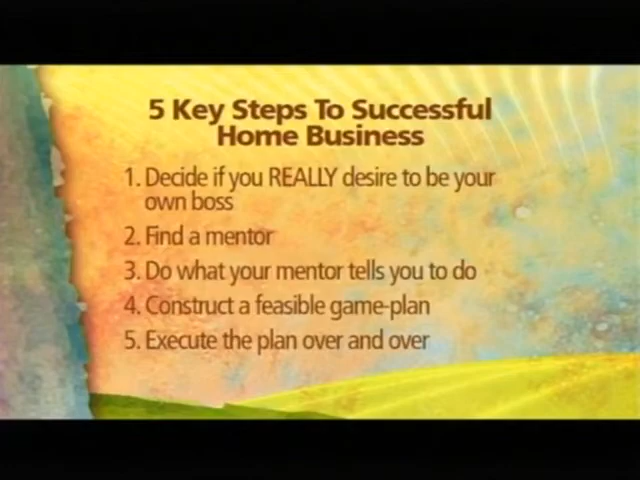 5 Key Steps To Successful
Home Business
1. Decide if you REALLY desire to be your
own boss
2. Find a mentor
3. Do what your mentor tells you to do
4. Construct a feasible game-plan
5. Execute the plan over and over